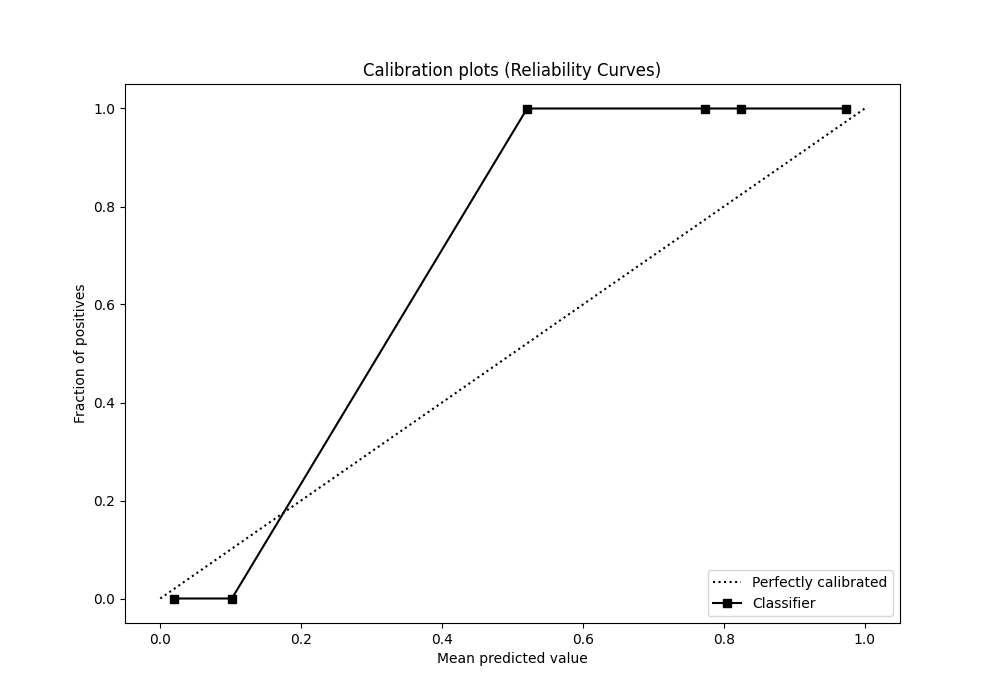 Calibration plots (Reliability Curves)
1.0
0.8
0.6
0.4
0.2
0.0
Fraction of positives
Perfectly calibrated
Classifier
0.0 0.2 0.4 0.6 0.8 1.0
Mean predicted value